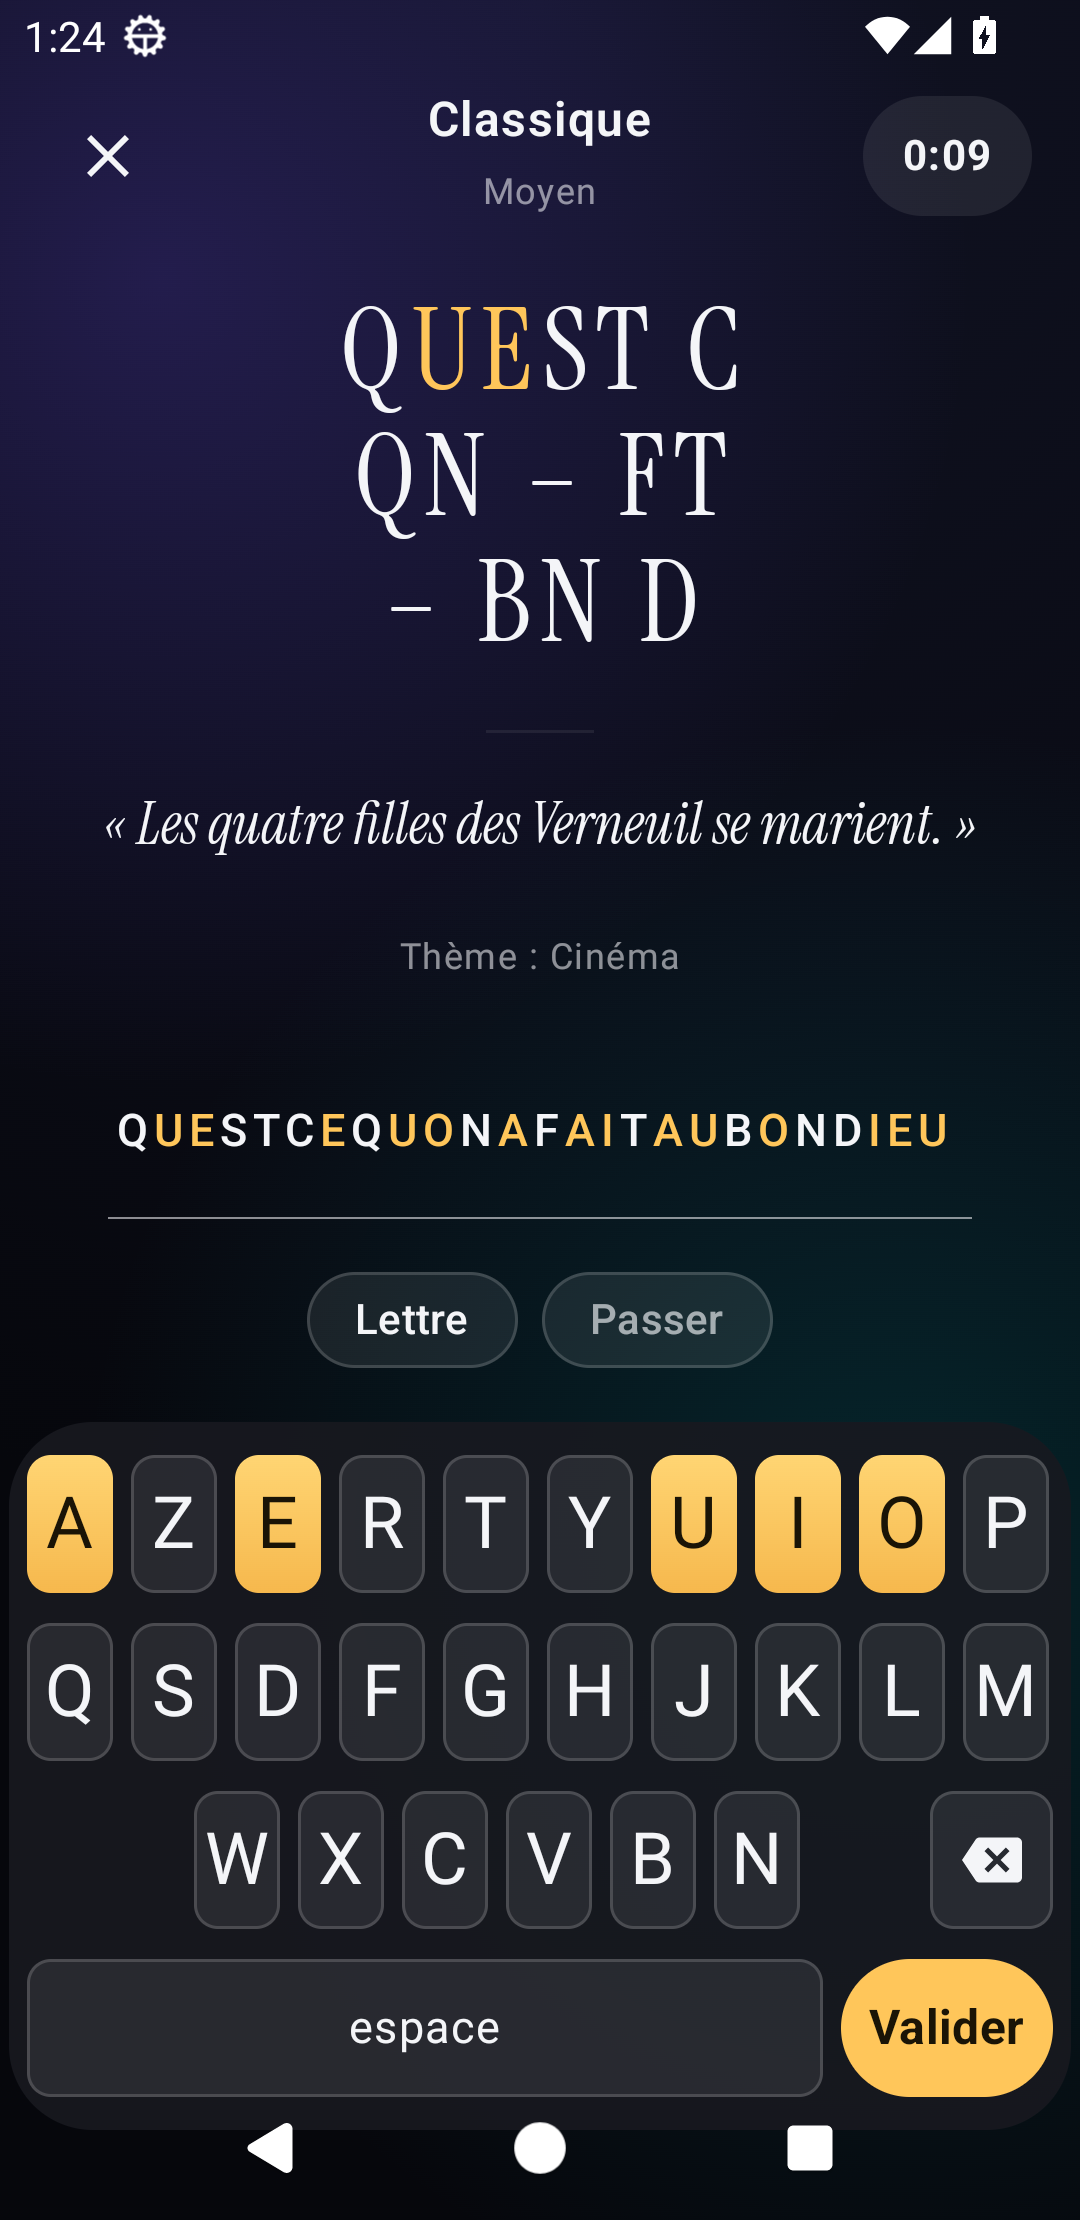 1:24
Classique
Moyen
0:09
QUEST C
QN – FT
– BN D
« Les quatre filles des Verneuil se marient. »
Thème : Cinéma
QUESTCEQUONAFAITAUBONDIEU
Lettre Passer
A Z E R T Y U I O P
Q S D F G H J K L M
W X C V B N
espace Valider